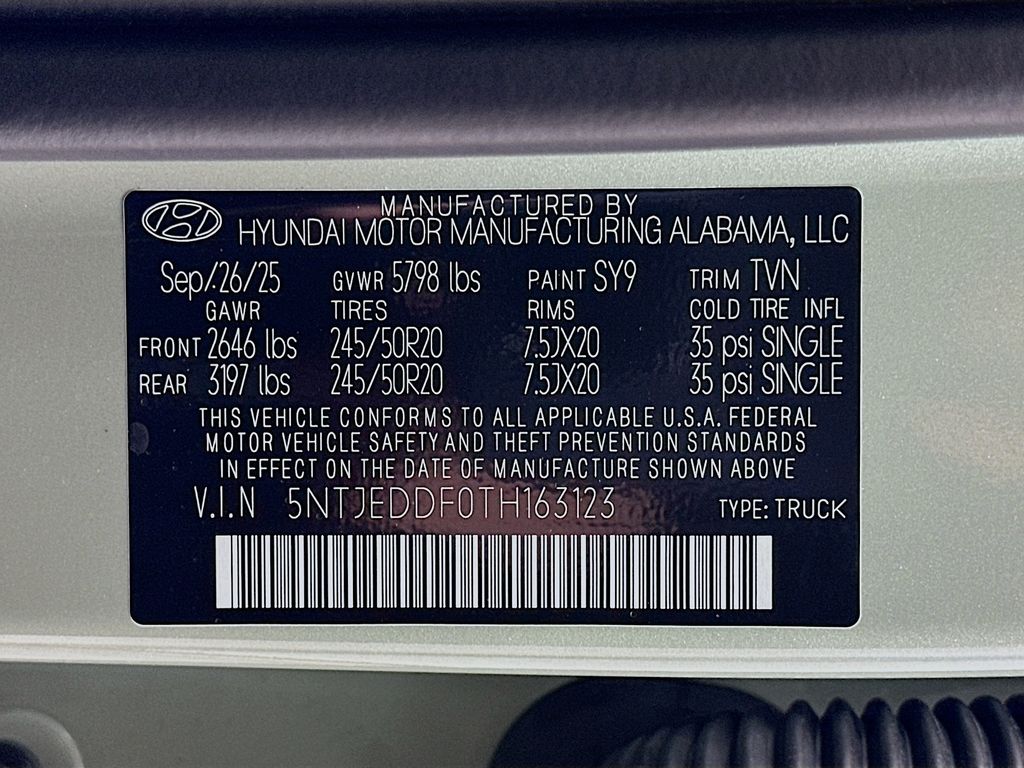 MANUFACTURED BY
HYUNDAI MOTOR MANUFACTURING ALABAMA, LLC
Sep/26/25 GVWR 5798 lbs PAINT SY9 TRIM TVN
GAWR TIRES RIMS COLD TIRE INFL
FRONT 2646 lbs 245/50R20 7.5JX20 35 psi SINGLE
REAR 3197 lbs 245/50R20 7.5JX20 35 psi SINGLE
THIS VEHICLE CONFORMS TO ALL APPLICABLE U.S.A. FEDERAL
MOTOR VEHICLE SAFETY AND THEFT PREVENTION STANDARDS
IN EFFECT ON THE DATE OF MANUFACTURE SHOWN ABOVE
V.I.N 5NTJEDDF0TH163123 TYPE: TRUCK